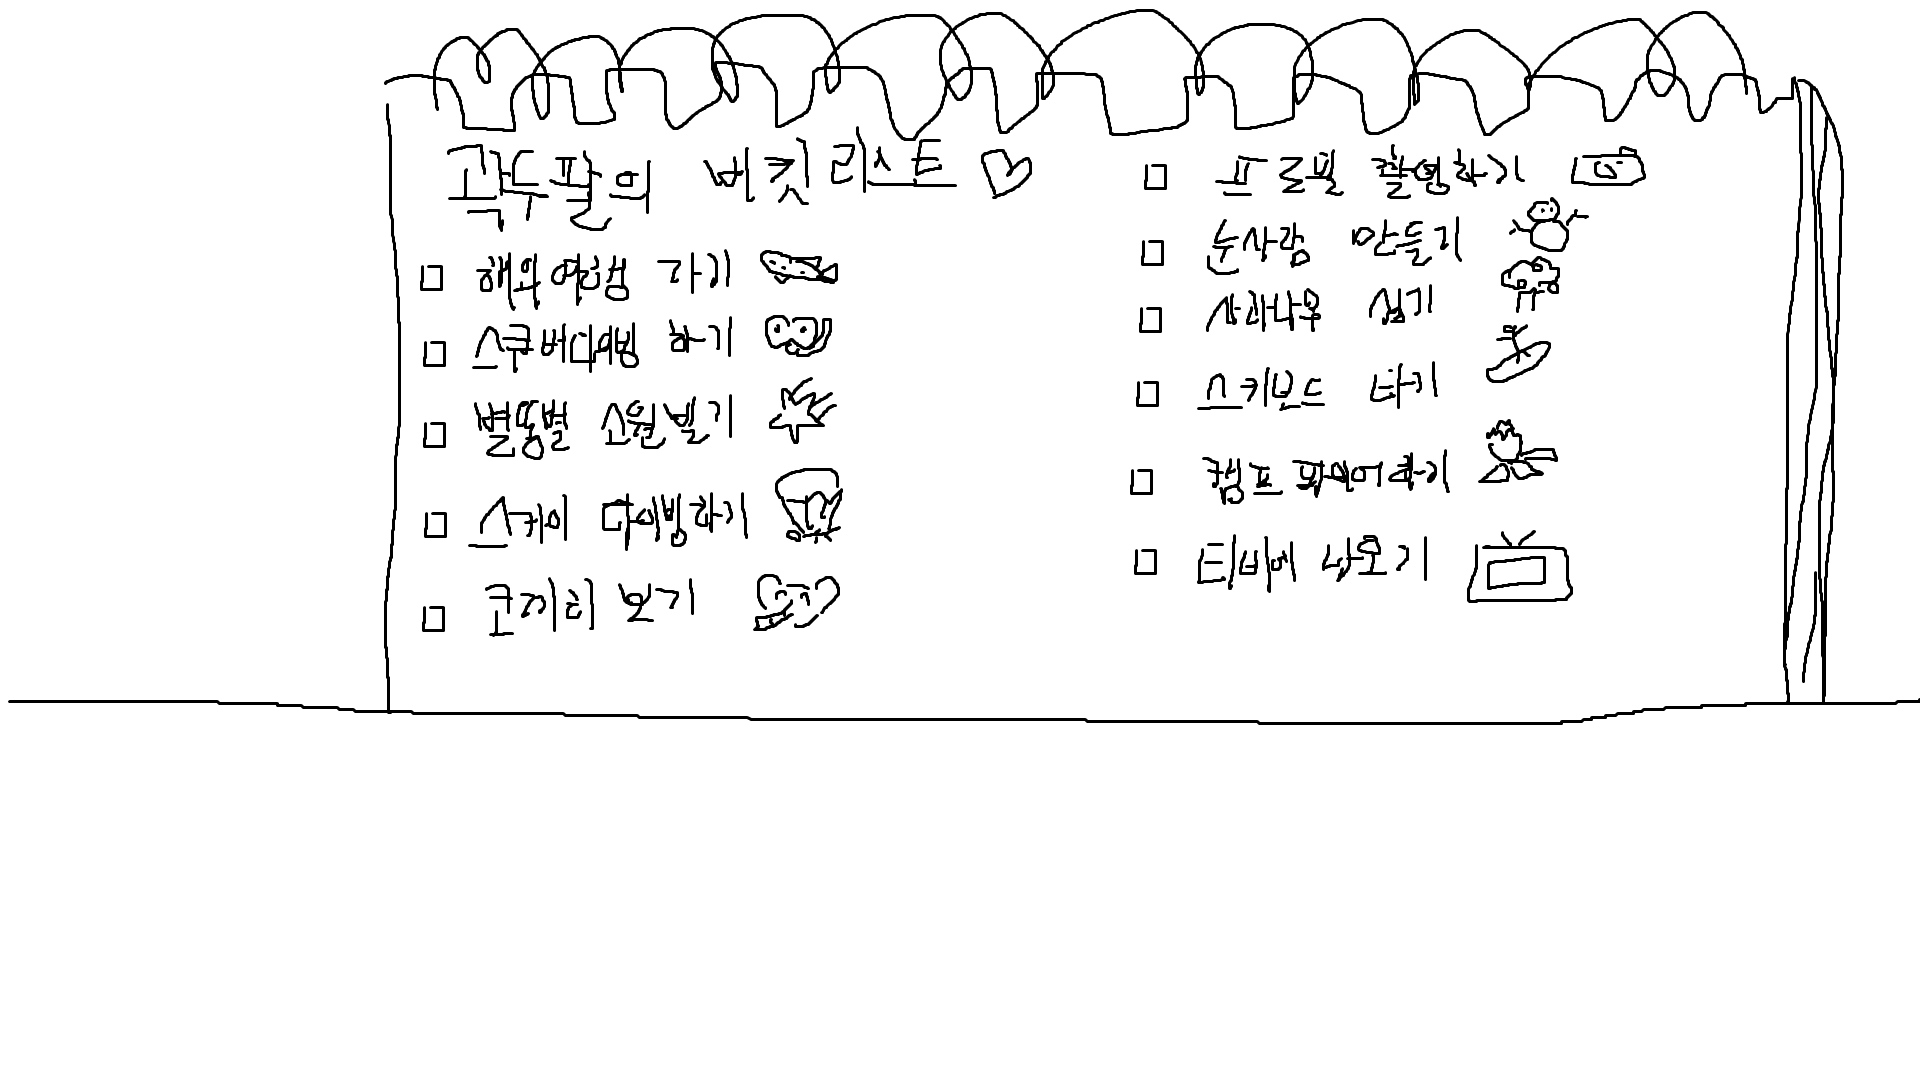 곽두팔의 버킷리스트
해외여행 가기
스쿠버다이빙 하기
별똥별 소원빌기
스카이 다이빙하기
코끼리 보기
프로필 촬영하기
눈사람 만들기
사과나무 심기
스키보드 타기
캠프파이어하기
티비에 나오기